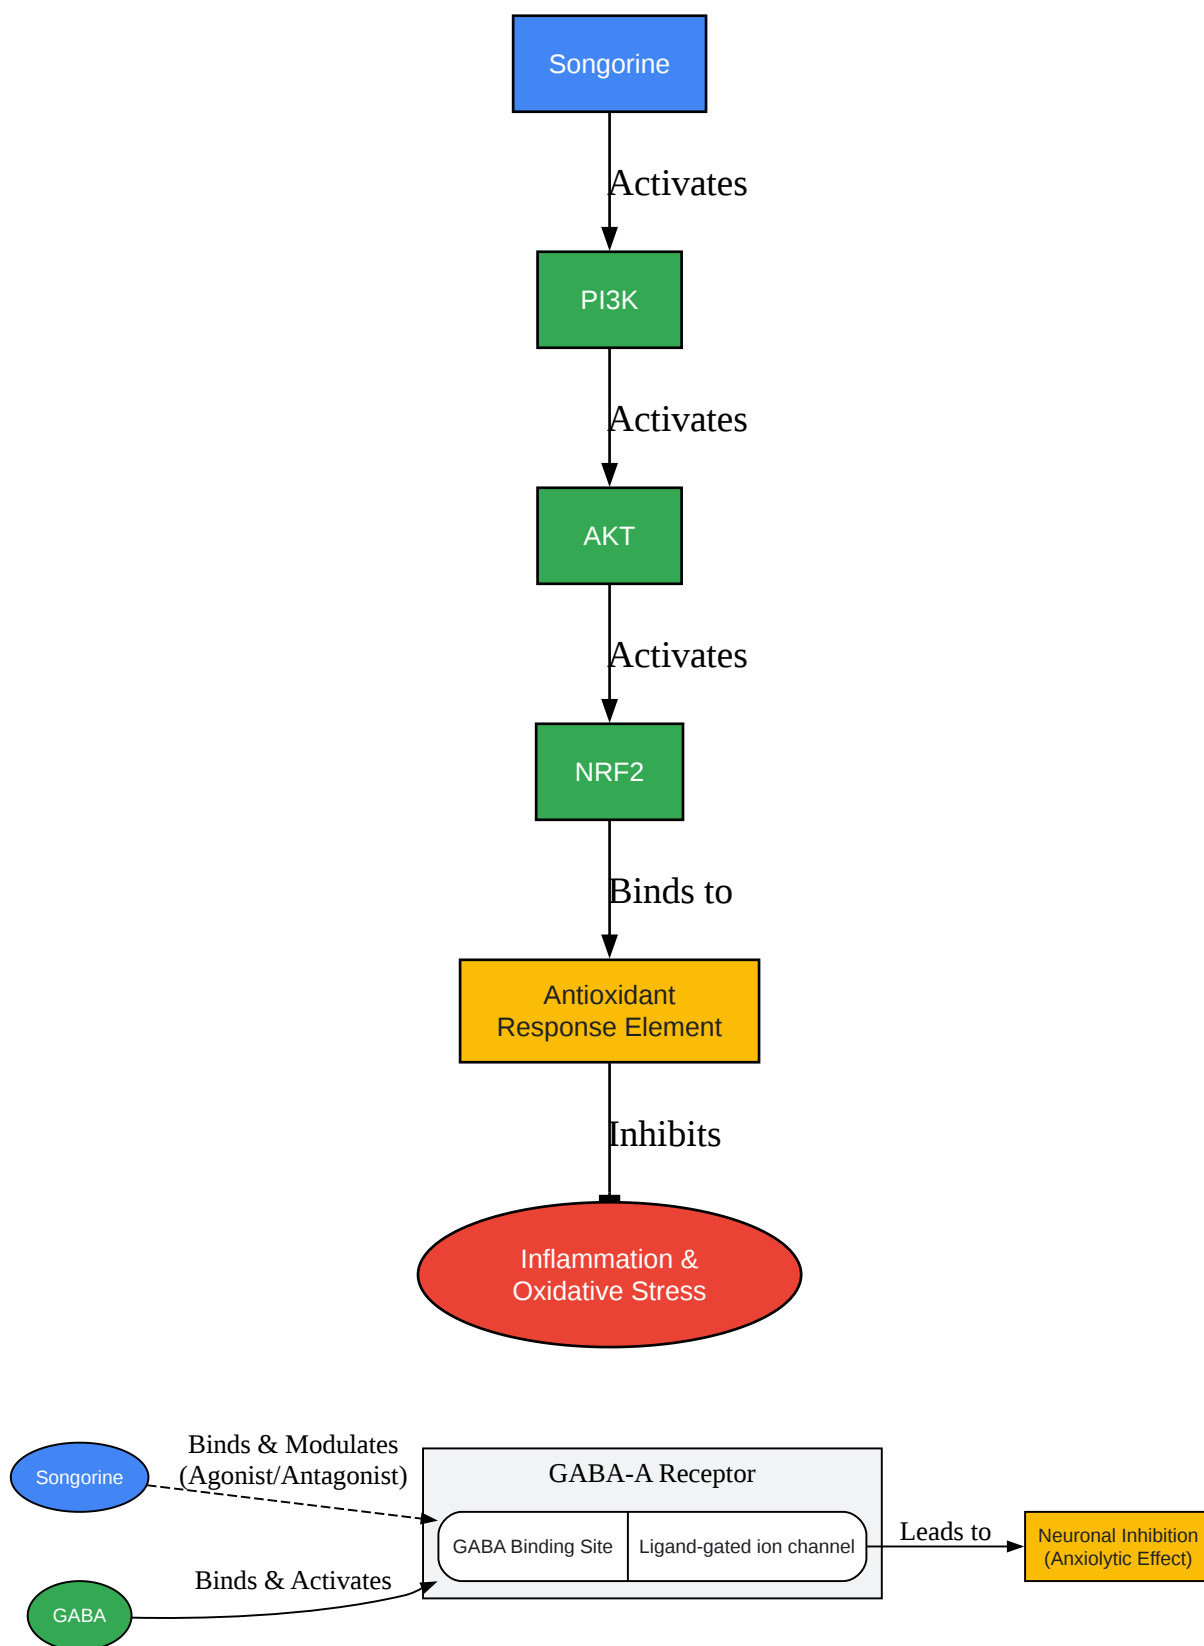 Songorine
Activates
PI3K
Activates
AKT
Activates
NRF2
Binds to
Antioxidant
Response Element
Inhibits
Inflammation &
Oxidative Stress
Songorine
Binds & Modulates
(Agonist/Antagonist)
GABA
Binds & Activates
GABA-A Receptor
GABA Binding Site
Ligand-gated ion channel
Leads to
Neuronal Inhibition
(Anxiolytic Effect)